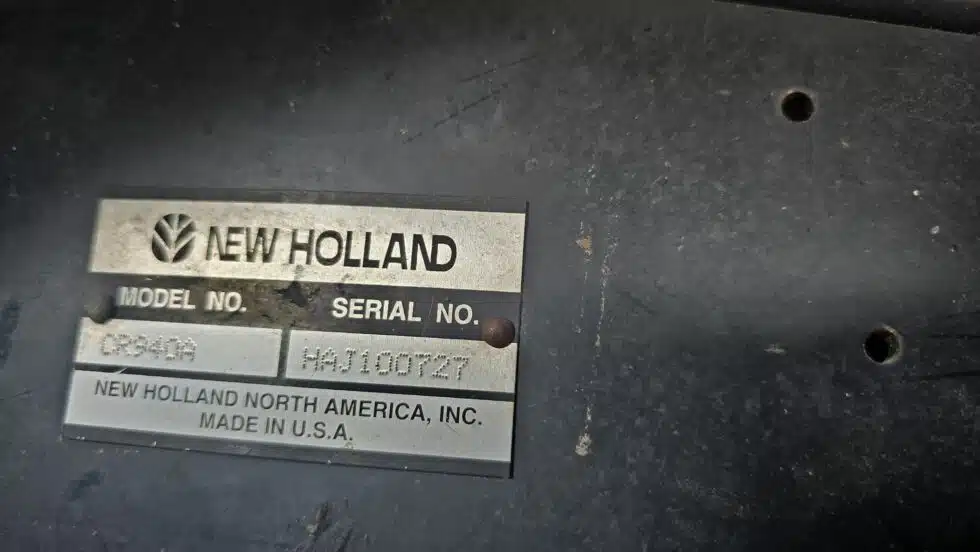 NEW HOLLAND
MODEL NO. SERIAL NO.
CR940A HAJ100727
NEW HOLLAND NORTH AMERICA, INC.
MADE IN U.S.A.